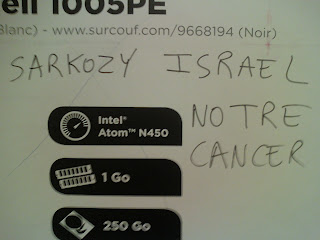 ell 1005PE
Blanc) - www.surcouf.com/9668194 (Noir)
SARKOZY ISRAEL
Intel®
Atom™ N450
NOTRE
CANCER
1 Go
250 Go